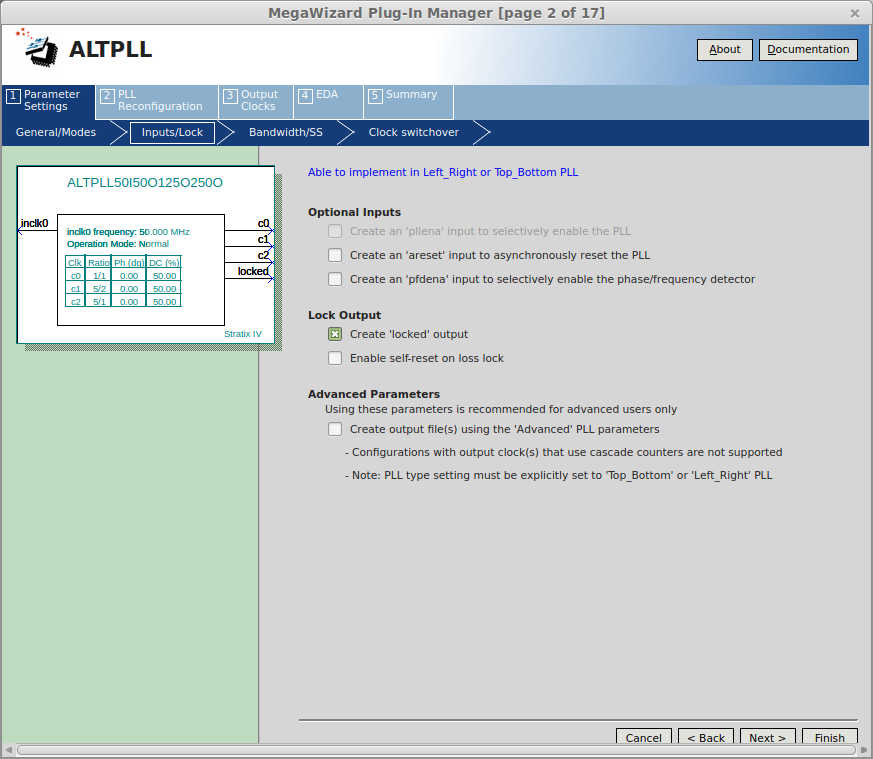 MegaWizard Plug-In Manager [page 2 of 17]
ALTPLL
About
Documentation
1 Parameter Settings
2 PLL Reconfiguration
3 Output Clocks
4 EDA
5 Summary
General/Modes
Inputs/Lock
Bandwidth/SS
Clock switchover
ALTPLL50I50O125O250O
inclk0
inclk0 frequency: 50.000 MHz
Operation Mode: Normal
Clk Ratio Ph (dg) DC (%)
c0 1/1 0.00 50.00
c1 5/2 0.00 50.00
c2 5/1 0.00 50.00
c0
c1
c2
locked
Stratix IV
Able to implement in Left_Right or Top_Bottom PLL
Optional Inputs
Create an 'pllena' input to selectively enable the PLL
Create an 'areset' input to asynchronously reset the PLL
Create an 'pfdena' input to selectively enable the phase/frequency detector
Lock Output
Create 'locked' output
Enable self-reset on loss lock
Advanced Parameters
Using these parameters is recommended for advanced users only
Create output file(s) using the 'Advanced' PLL parameters
- Configurations with output clock(s) that use cascade counters are not supported
- Note: PLL type setting must be explicitly set to 'Top_Bottom' or 'Left_Right' PLL
Cancel
< Back
Next >
Finish